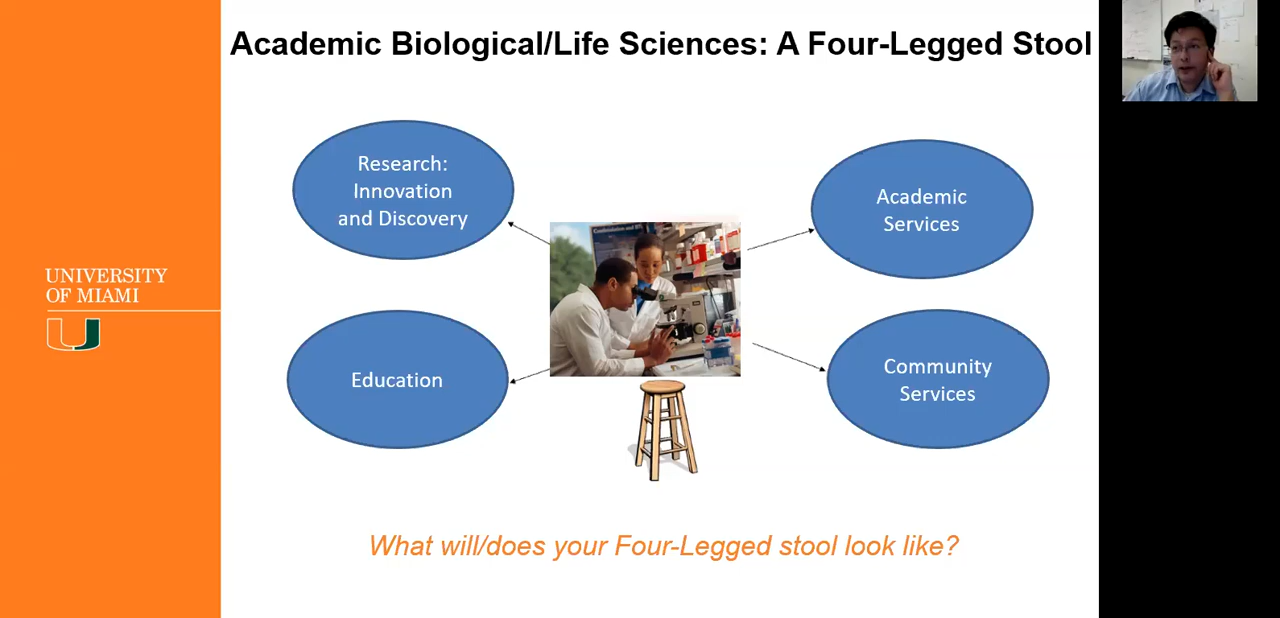 Academic Biological/Life Sciences: A Four-Legged Stool
Research:
Innovation
and Discovery
Academic
Services
UNIVERSITY
OF MIAMI
Education
Community
Services
What will/does your Four-Legged stool look like?